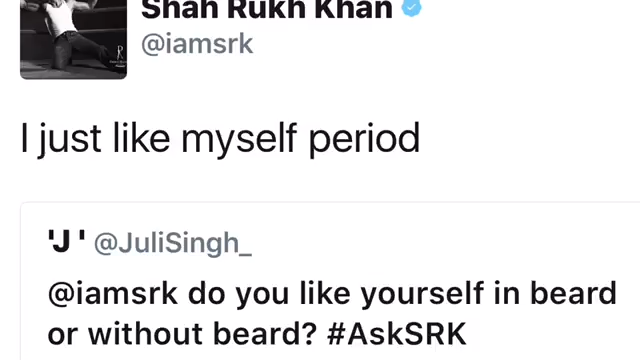 Shah Rukh Khan
@iamsrk
I just like myself period
'J ' @JuliSingh_
@iamsrk do you like yourself in beard
or without beard? #AskSRK